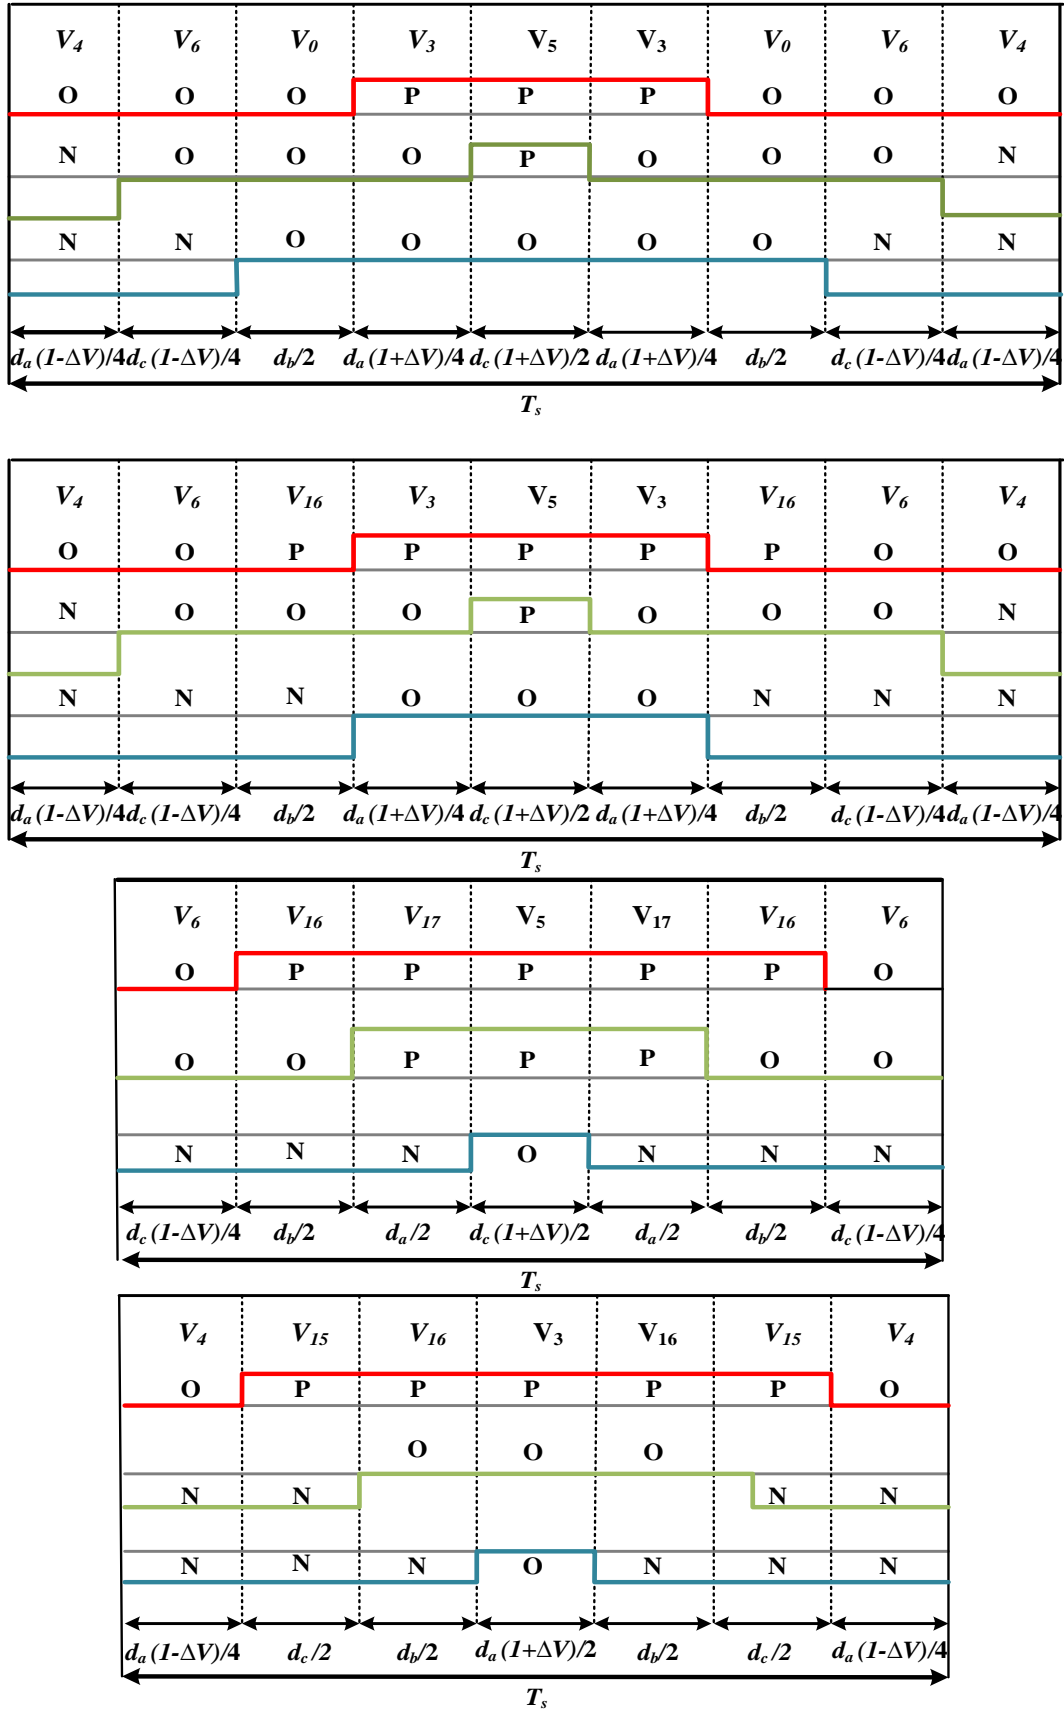 V4 V6 V0 V3 V5 V3 V0 V6 V4
O O O P P P O O O
N O O O P O O O N
N N O O O O O N N
da (1-ΔV)/4 dc (1-ΔV)/4 db/2 da (1+ΔV)/4 dc (1+ΔV)/2 da (1+ΔV)/4 db/2 dc (1-ΔV)/4 da (1-ΔV)/4
Ts
V4 V6 V16 V3 V5 V3 V16 V6 V4
O O P P P P P O O
N O O O P O O O N
N N N O O O N N N
da (1-ΔV)/4 dc (1-ΔV)/4 db/2 da (1+ΔV)/4 dc (1+ΔV)/2 da (1+ΔV)/4 db/2 dc (1-ΔV)/4 da (1-ΔV)/4
Ts
V6 V16 V17 V5 V17 V16 V6
O P P P P P O
O O P P P O O
N N N O N N N
dc (1-ΔV)/4 db/2 da/2 dc (1+ΔV)/2 da/2 db/2 dc (1-ΔV)/4
Ts
V4 V15 V16 V3 V16 V15 V4
O P P P P P O
O O O
N N N N
N N N O N N N
da (1-ΔV)/4 dc/2 db/2 da (1+ΔV)/2 db/2 dc/2 da (1-ΔV)/4
Ts